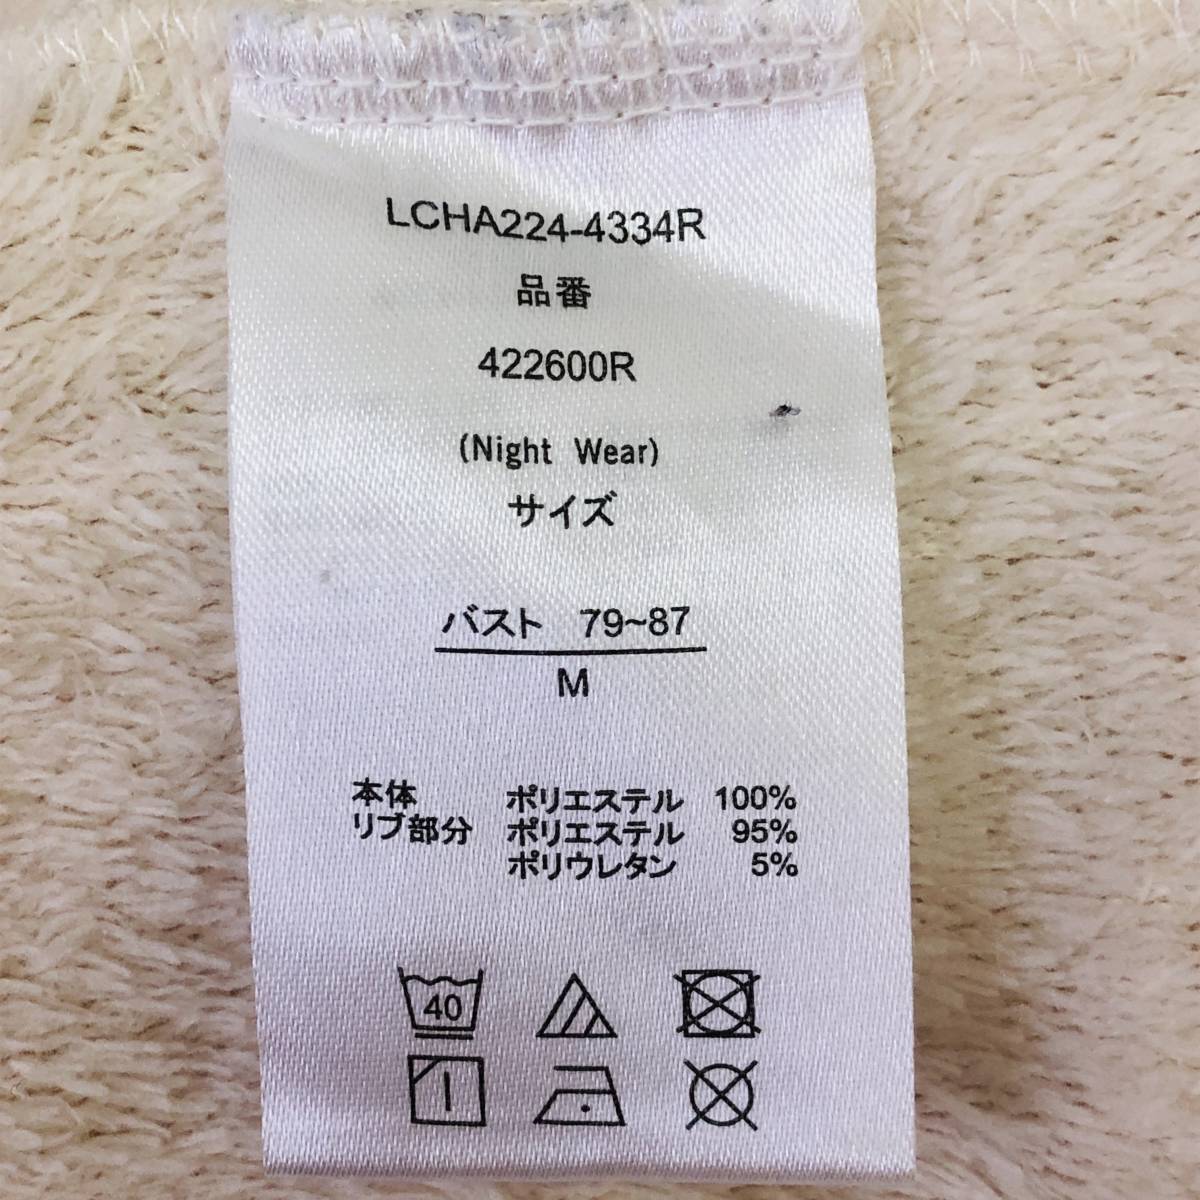 LCHA224-4334R
品番
422600R
(Night Wear)
サイズ
バスト 79~87
M
本体 ポリエステル 100%
リブ部分 ポリエステル 95%
ポリウレタン 5%
40